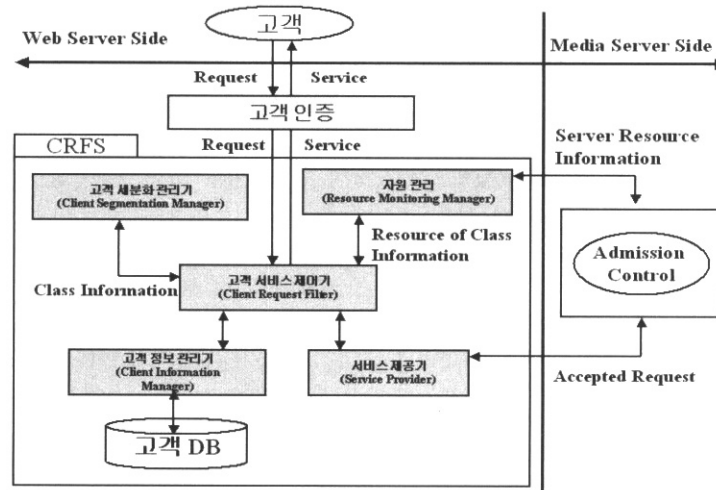 고객
Web Server Side
Media Server Side
Request
Service
고객 인증
CRFS
Request
Service
Server Resource
Information
고객 세분화 관리기
(Client Segmentation Manager)
자원 관리
(Resource Monitoring Manager)
Resource of Class
Information
Admission
Control
Class Information
고객 서비스 제어기
(Client Request Filter)
고객 정보 관리기
(Client Information
Manager)
서비스 제공기
(Service Provider)
Accepted Request
고객 DB